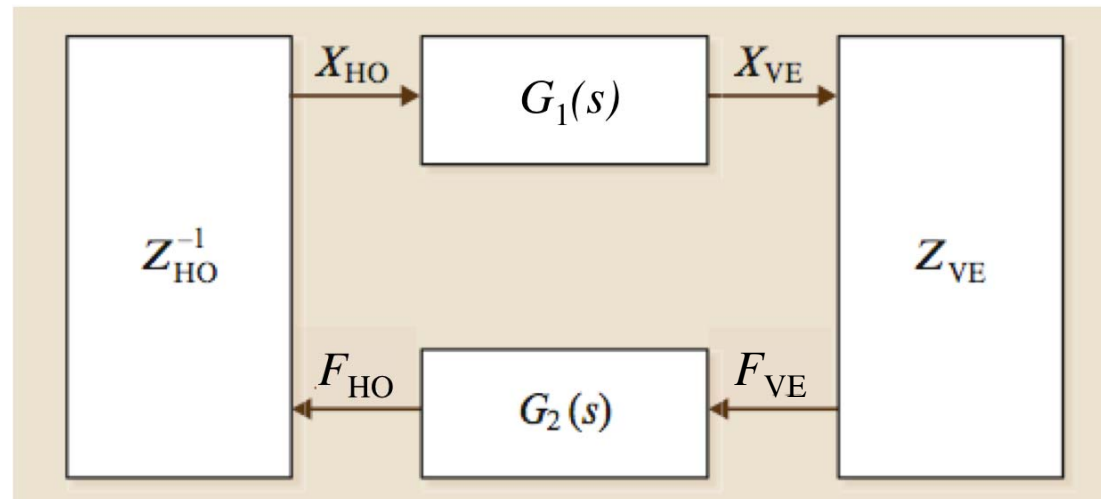 X_HO
G_1(s)
X_VE
Z_HO^{-1}
Z_VE
F_HO
G_2(s)
F_VE